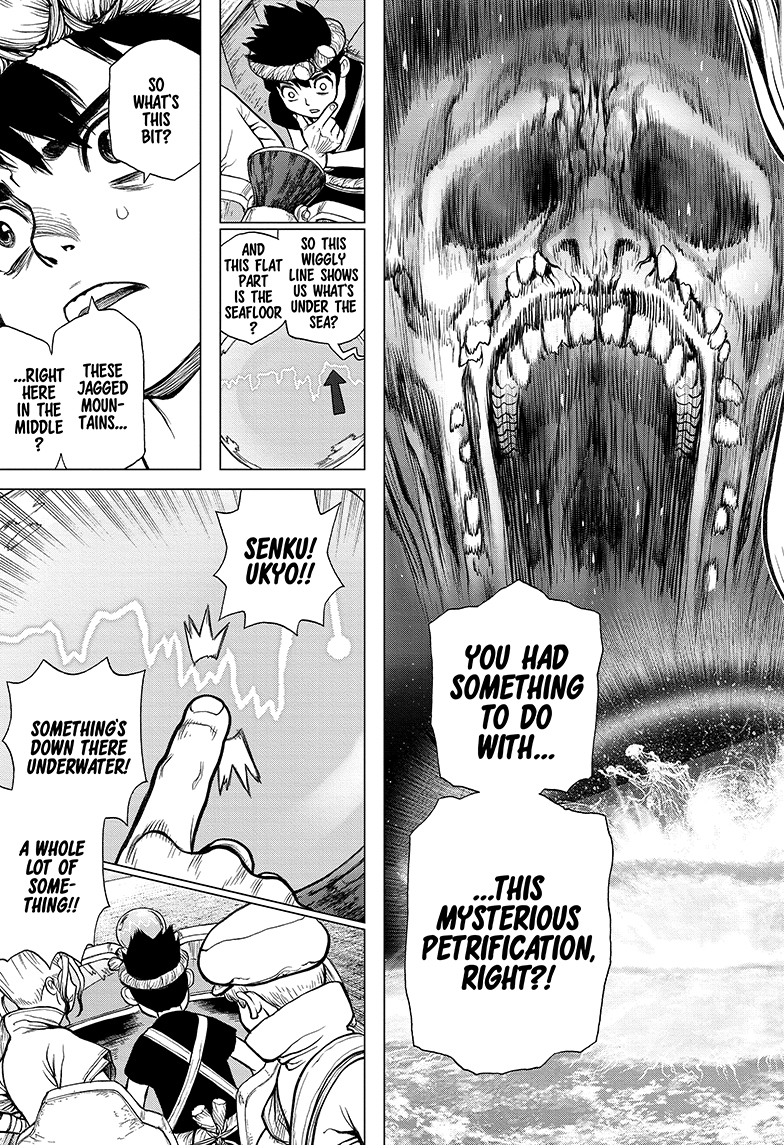 YOU HAD
SOMETHING
TO DO
WITH...
...THIS
MYSTERIOUS
PETRIFICATION,
RIGHT?!
SO THIS
WIGGLY
LINE SHOWS
US WHAT'S
UNDER THE
SEA?
AND
THIS FLAT
PART
IS THE
SEAFLOOR
?
SO
WHAT'S
THIS
BIT?
THESE
JAGGED
MOUN-
TAINS...
...RIGHT
HERE
IN THE
MIDDLE
?
SENKU!
UKYO!!
SOMETHING'S
DOWN THERE
UNDERWATER!
A WHOLE
LOT OF
SOME-
THING!!